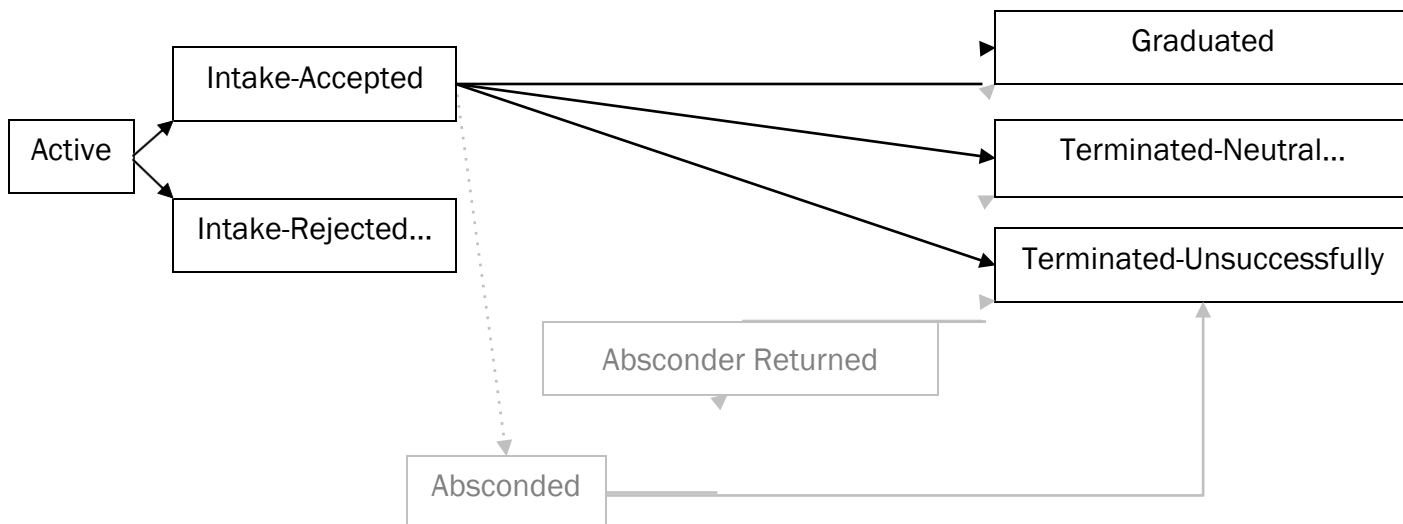 Graduated
Intake-Accepted
Active
Terminated-Neutral...
Intake-Rejected...
Terminated-Unsuccessfully
Absconder Returned
Absconded